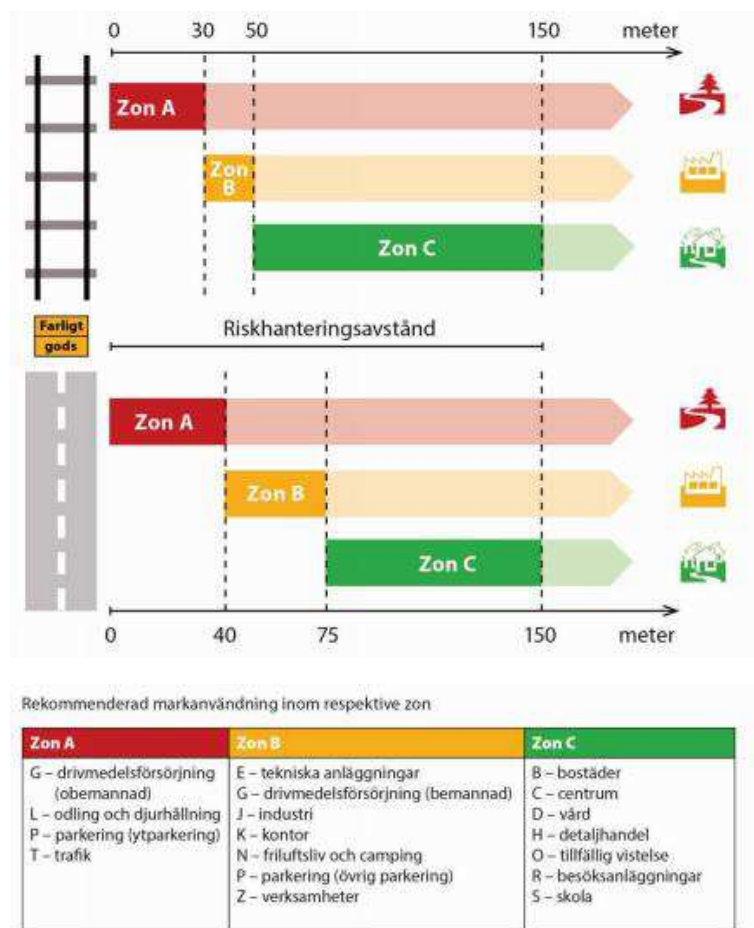 0 30 50 150 meter
Zon A
Zon
B
Zon C
Farligt
gods
Riskhanteringsavstånd
Zon A
Zon B
Zon C
0 40 75 150 meter
Rekommenderad markanvändning inom respektive zon
Zon A
G – drivmedelsförsörjning
(obemannad)
L – odling och djurhållning
P – parkering (ytparkering)
T – trafik
Zon B
E – tekniska anläggningar
G – drivmedelsförsörjning (bemannad)
J – industri
K – kontor
N – friluftsliv och camping
P – parkering (övrig parkering)
Z – verksamheter
Zon C
B – bostäder
C – centrum
D – vård
H – detaljhandel
O – tillfällig vistelse
R – besöksanläggningar
S – skola